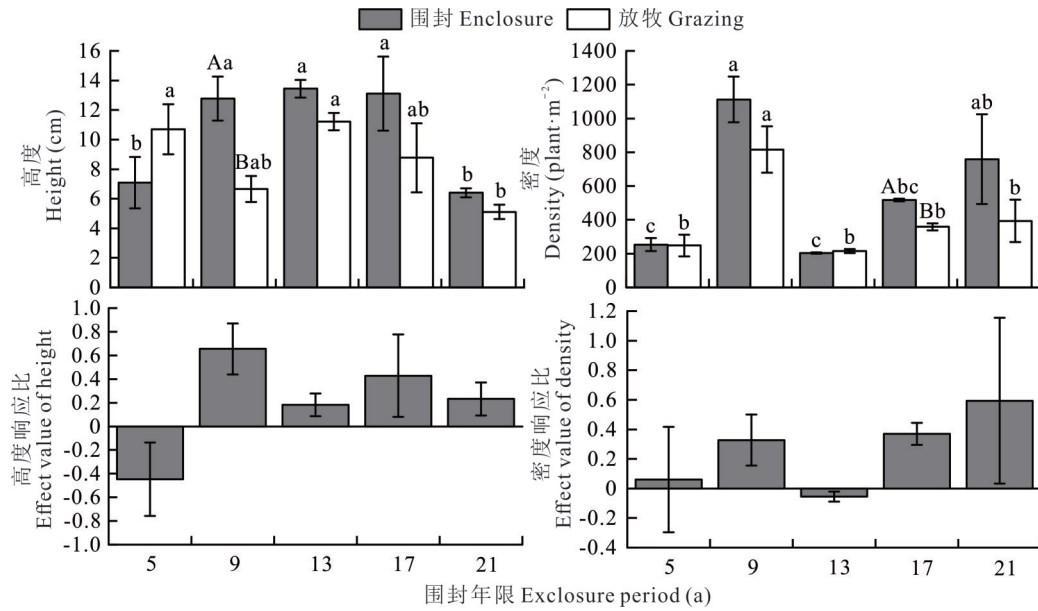 围封 Enclosure 放牧 Grazing
高度
Height (cm)
16
14
12
10
8
6
4
2
0
b a Aa Bab a a a ab b b
密度
Density (plant·m⁻²)
1400
1200
1000
800
600
400
200
0
c b a a c b Abc Bb ab b
高度响应比
Effect value of height
1.0
0.8
0.6
0.4
0.2
0
-0.2
-0.4
-0.6
-0.8
-1.0
5 9 13 17 21
密度响应比
Effect value of density
1.2
1.0
0.8
0.6
0.4
0.2
0
-0.2
-0.4
5 9 13 17 21
围封年限 Exclosure period (a)